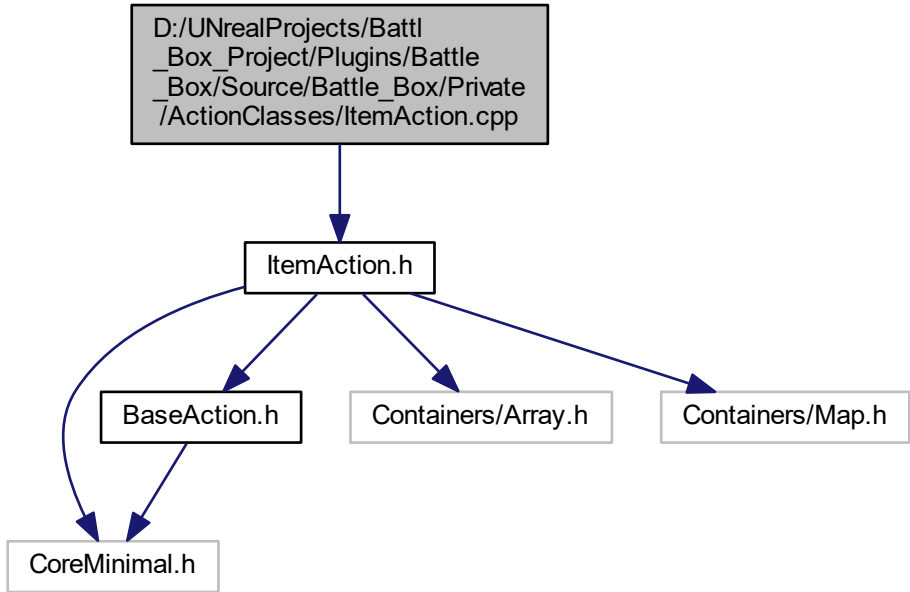 D:/UNrealProjects/Battl
_Box_Project/Plugins/Battle
_Box/Source/Battle_Box/Private
/ActionClasses/ItemAction.cpp
ItemAction.h
BaseAction.h
Containers/Array.h
Containers/Map.h
CoreMinimal.h